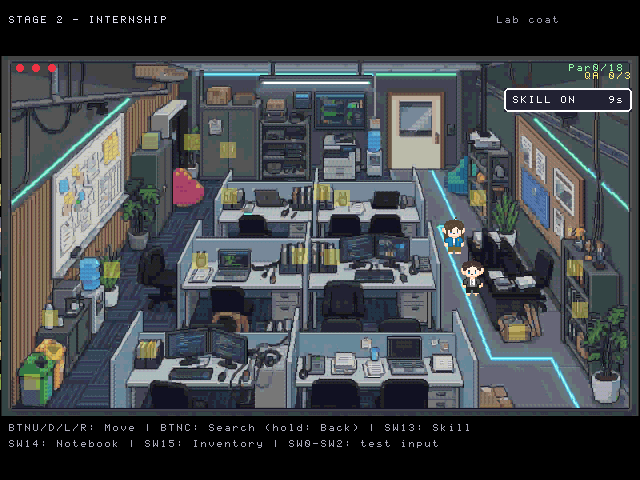 STAGE 2 - INTERNSHIP
Lab coat
Par0/18
QA 0/3
SKILL ON 9s
BTNU/D/L/R: Move | BTNC: Search (hold: Back) | SW13: Skill
SW14: Notebook | SW15: Inventory | SW0-SW2: test input